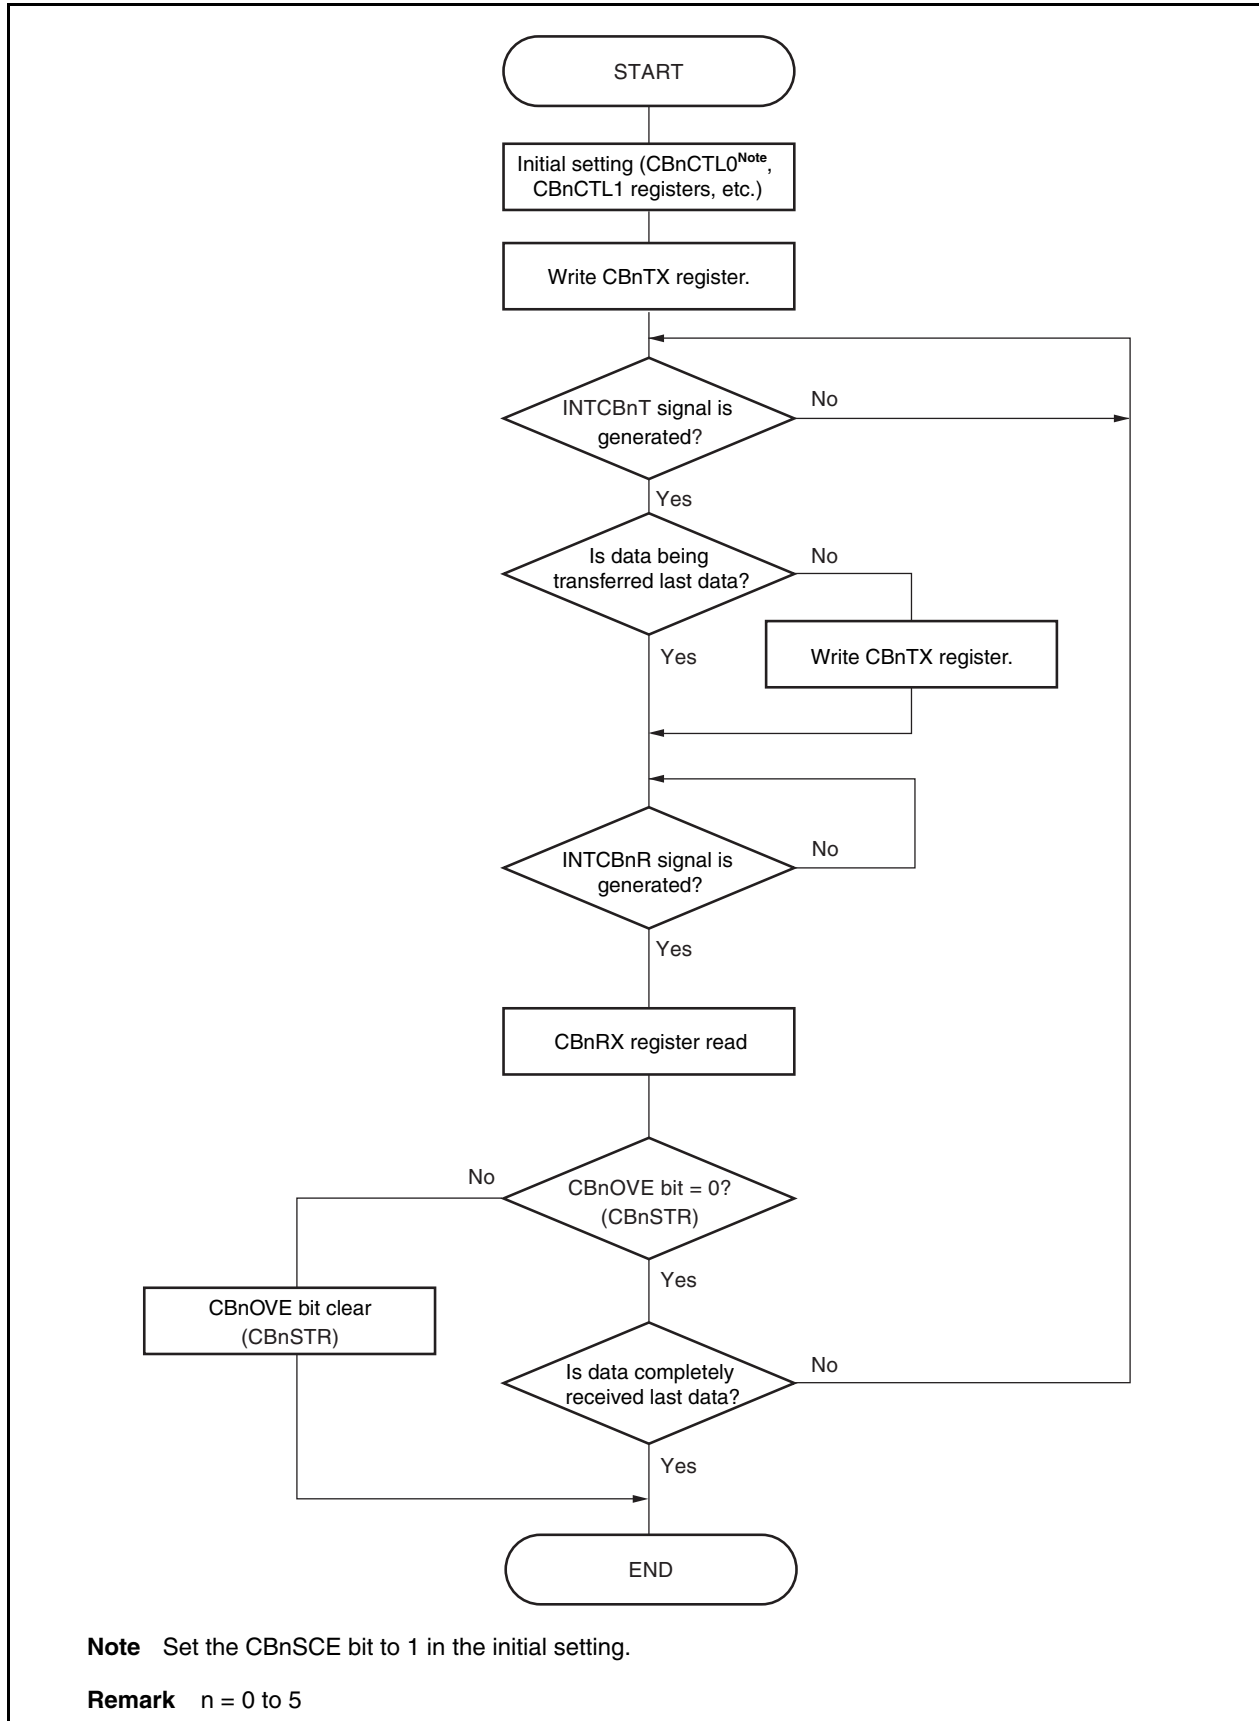 START
Initial setting (CBnCTL0Note,
CBnCTL1 registers, etc.)
Write CBnTX register.
INTCBnT signal is
generated?
No
Yes
Is data being
transferred last data?
No
Write CBnTX register.
Yes
INTCBnR signal is
generated?
No
Yes
CBnRX register read
CBnOVE bit = 0?
(CBnSTR)
No
Yes
CBnOVE bit clear
(CBnSTR)
Is data completely
received last data?
No
Yes
END
Note Set the CBnSCE bit to 1 in the initial setting.
Remark n = 0 to 5